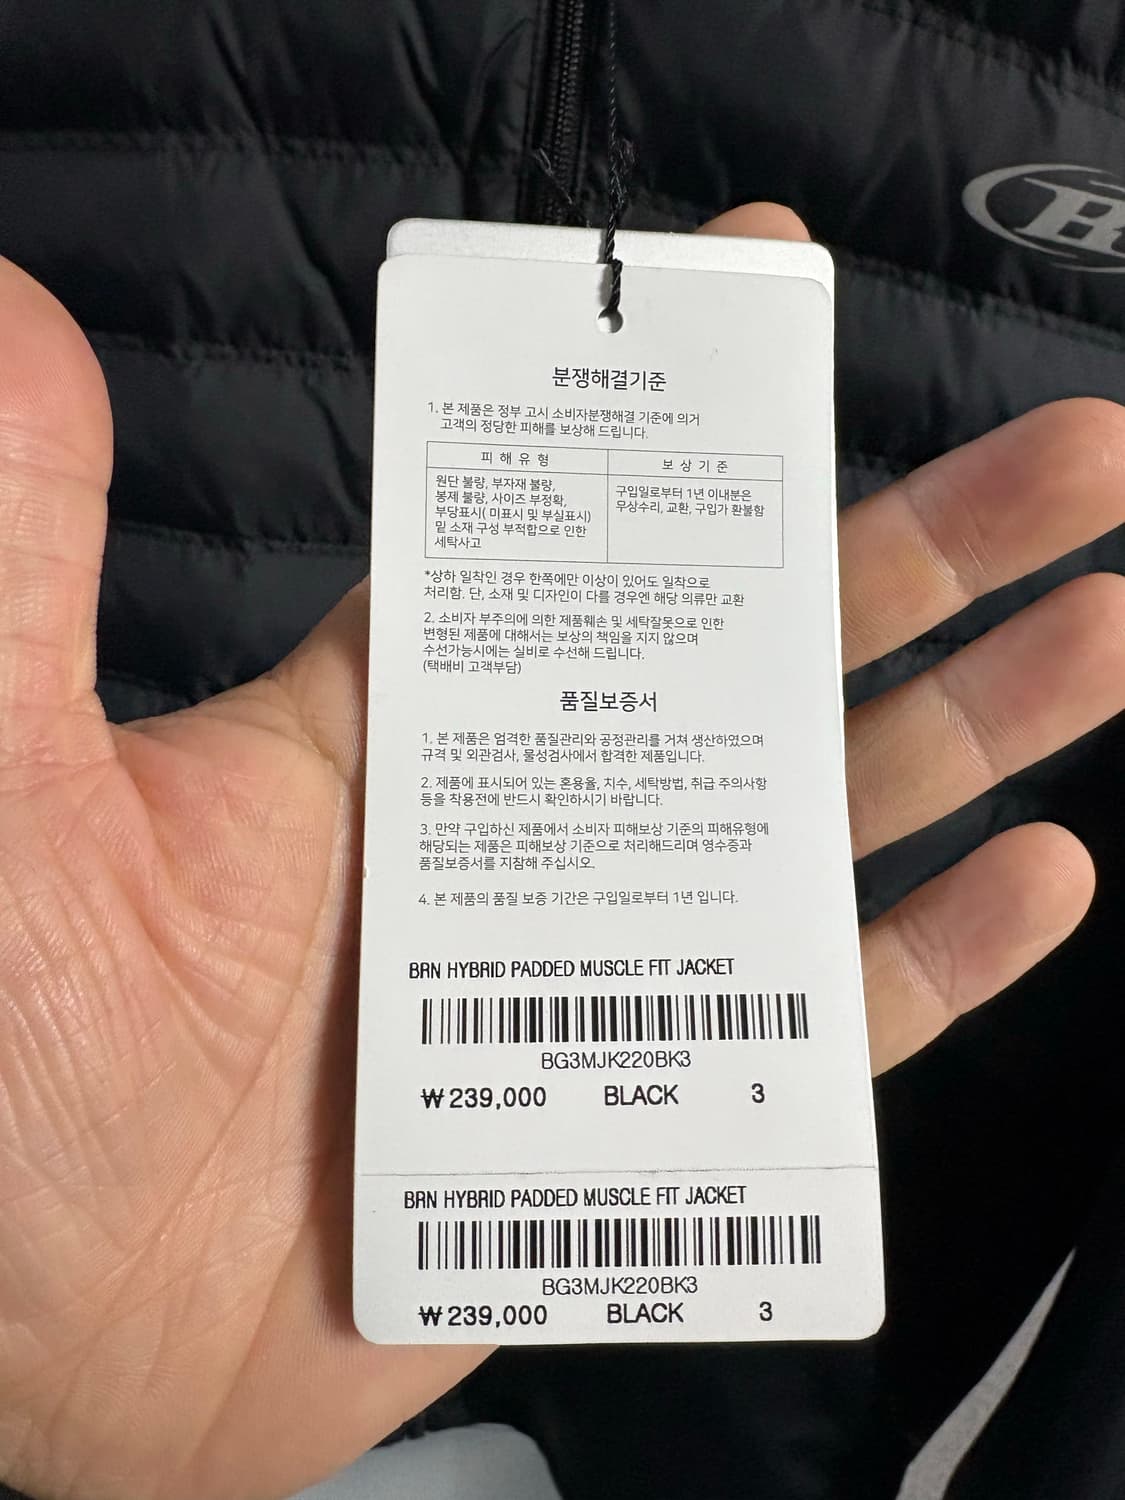 분쟁해결기준
1. 본 제품은 정부 고시 소비자분쟁해결 기준에 의거
고객의 정당한 피해를 보상해 드립니다.
피 해 유 형
보 상 기 준
원단 불량, 부자재 불량,
봉제 불량, 사이즈 부정확,
부당표시( 미표시 및 부실표시)
밑 소재 구성 부적합으로 인한
세탁사고
구입일로부터 1년 이내분은
무상수리, 교환, 구입가 환불함
*상하 일착인 경우 한쪽에만 이상이 있어도 일착으로
처리함. 단, 소재 및 디자인이 다를 경우엔 해당 의류만 교환
2. 소비자 부주의에 의한 제품훼손 및 세탁잘못으로 인한
변형된 제품에 대해서는 보상의 책임을 지지 않으며
수선가능시에는 실비로 수선해 드립니다.
(택배비 고객부담)
품질보증서
1. 본 제품은 엄격한 품질관리와 공정관리를 거쳐 생산하였으며
규격 및 외관검사, 물성검사에서 합격한 제품입니다.
2. 제품에 표시되어 있는 혼용율, 치수, 세탁방법, 취급 주의사항
등을 착용전에 반드시 확인하시기 바랍니다.
3. 만약 구입하신 제품에서 소비자 피해보상 기준의 피해유형에
해당되는 제품은 피해보상 기준으로 처리해드리며 영수증과
품질보증서를 지참해 주십시오.
4. 본 제품의 품질 보증 기간은 구입일로부터 1년 입니다.
BRN HYBRID PADDED MUSCLE FIT JACKET
BG3MJK220BK3
₩239,000 BLACK 3
BRN HYBRID PADDED MUSCLE FIT JACKET
BG3MJK220BK3
₩239,000 BLACK 3